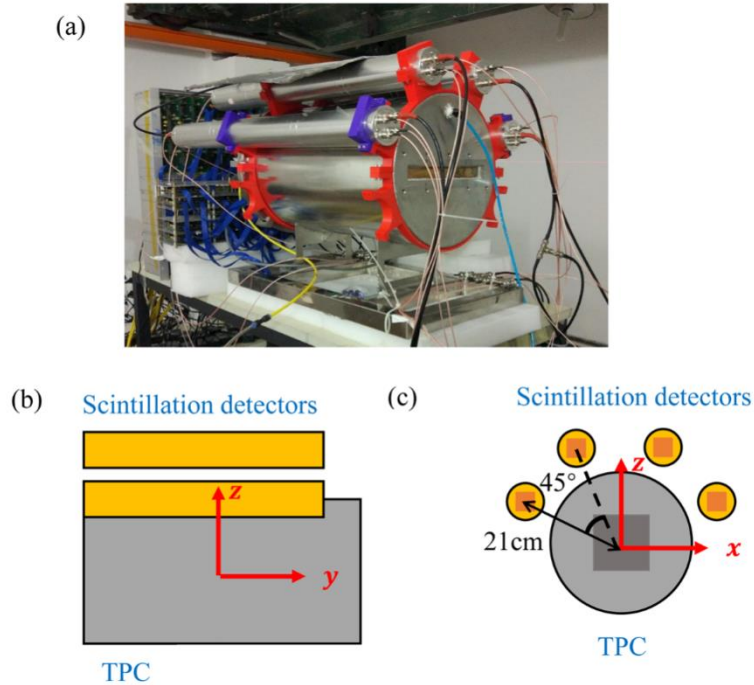 (a)
(b)
Scintillation detectors
z
y
TPC
(c)
Scintillation detectors
z
45°
21cm
x
TPC